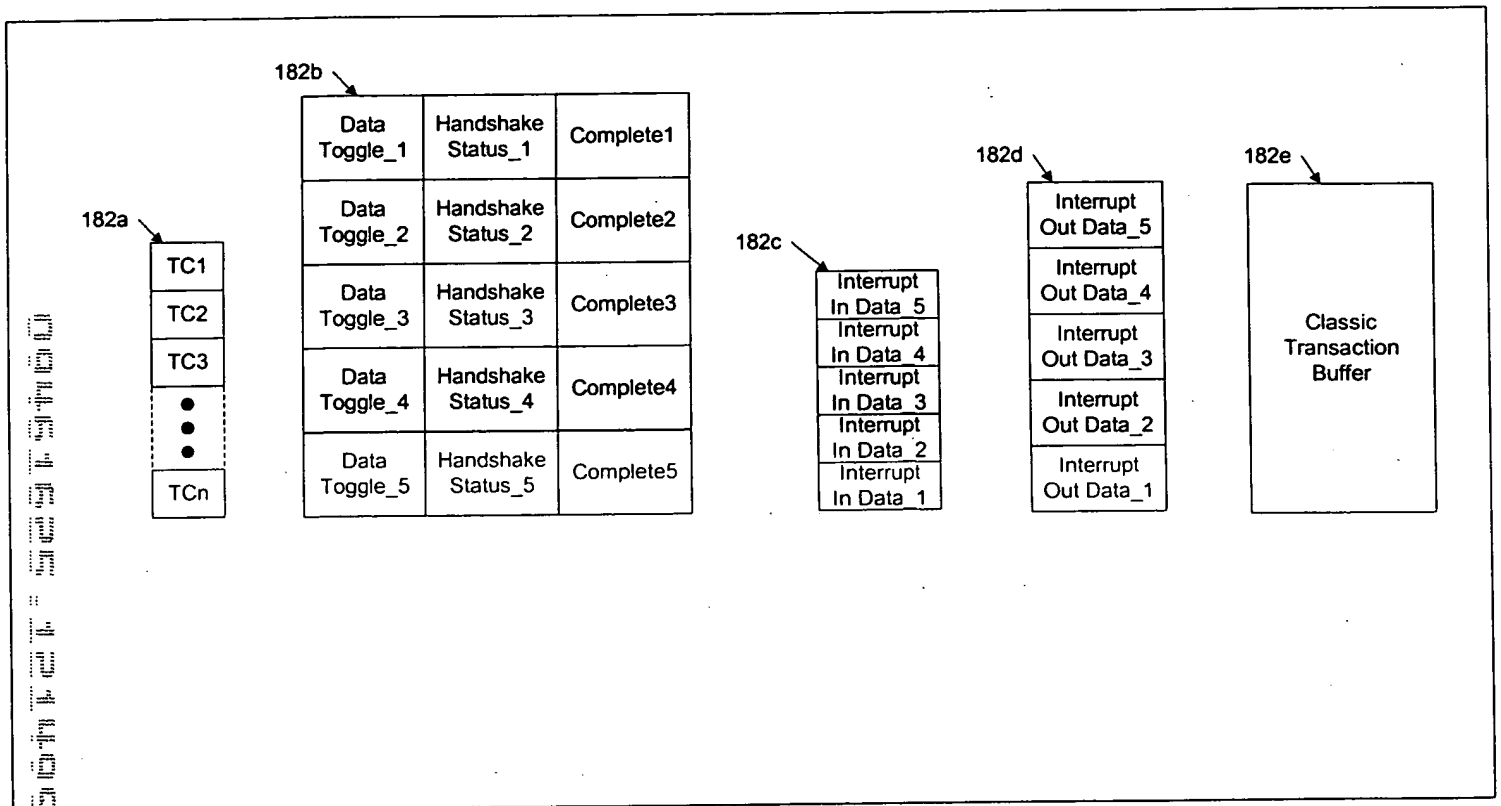 182b
Data
Toggle_1
Handshake
Status_1
Complete1
Data
Toggle_2
Handshake
Status_2
Complete2
Data
Toggle_3
Handshake
Status_3
Complete3
Data
Toggle_4
Handshake
Status_4
Complete4
Data
Toggle_5
Handshake
Status_5
Complete5
182a
TC1
TC2
TC3
TCn
182c
Interrupt
In Data_5
Interrupt
In Data_4
Interrupt
In Data_3
Interrupt
In Data_2
Interrupt
In Data_1
182d
Interrupt
Out Data_5
Interrupt
Out Data_4
Interrupt
Out Data_3
Interrupt
Out Data_2
Interrupt
Out Data_1
182e
Classic
Transaction
Buffer